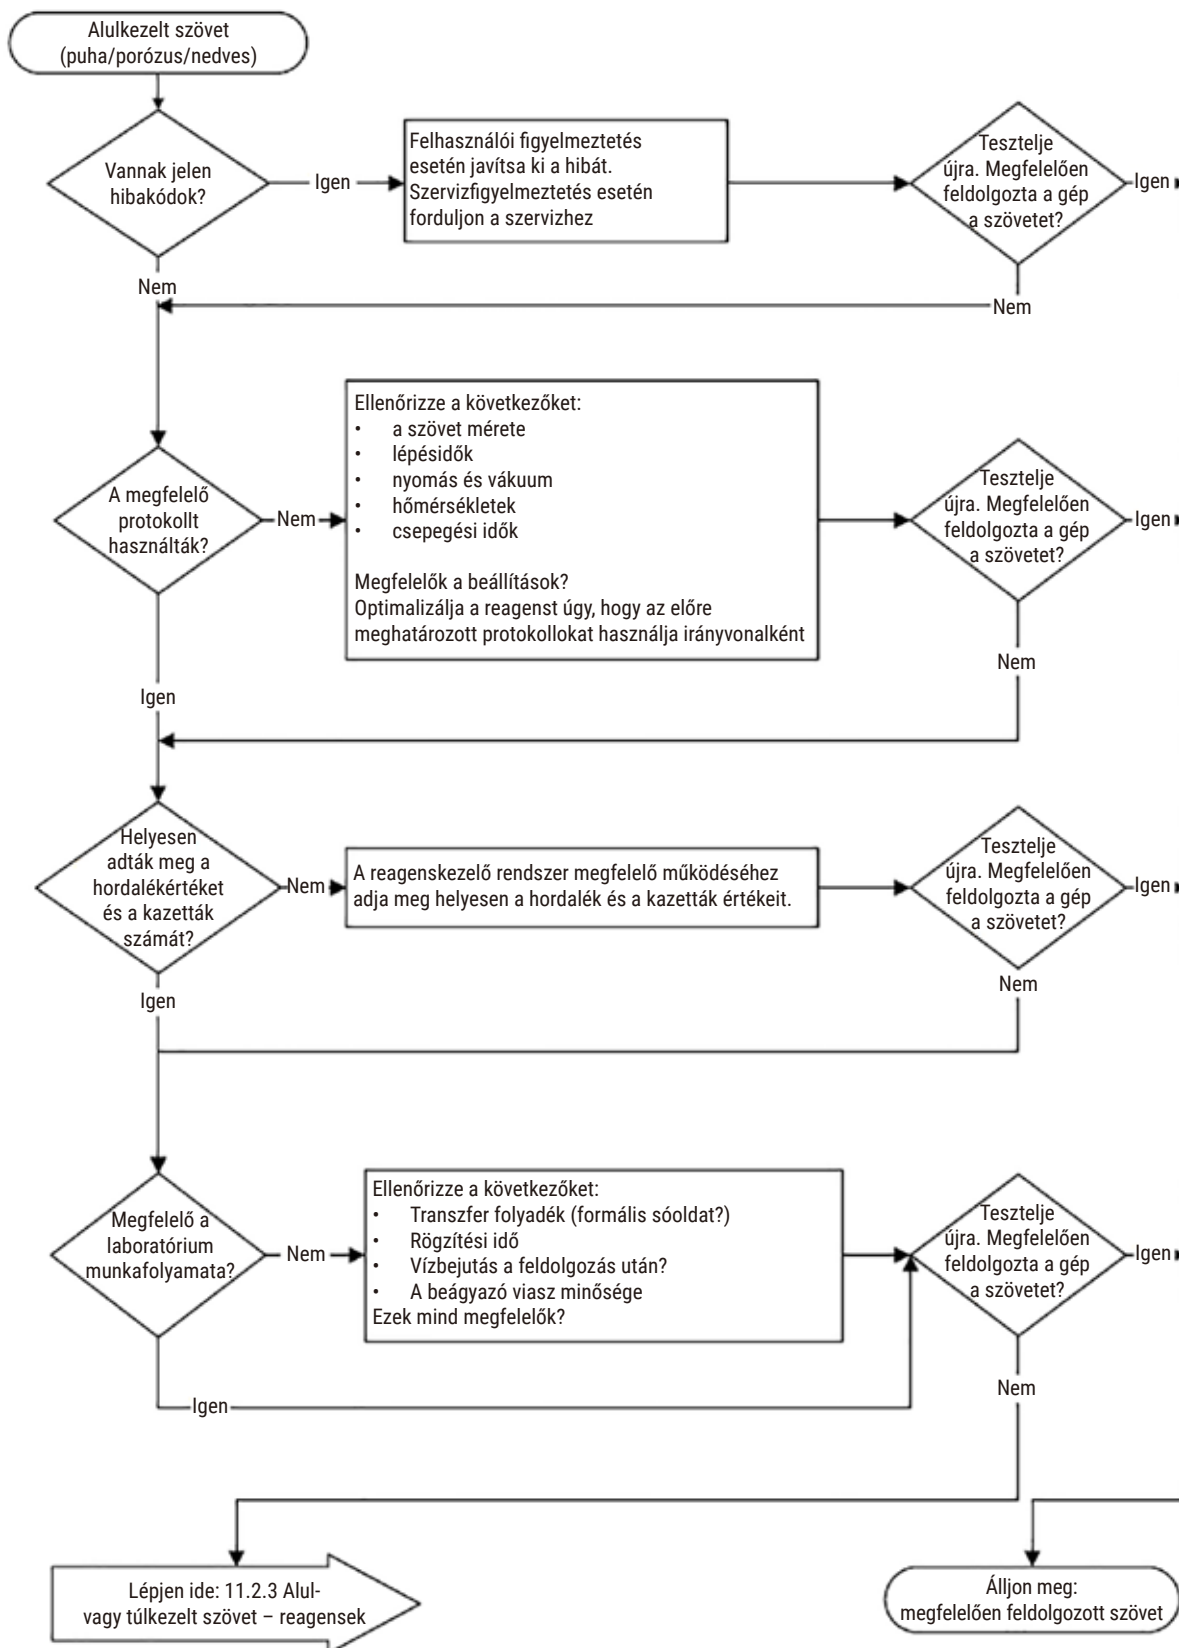 Alulkezelt szövet
(puha/porózus/nedves)
Vannak jelen
hibakódok?
Igen
Felhasználói figyelmeztetés
esetén javítsa ki a hibát.
Szervizfigyelmeztetés esetén
forduljon a szervizhez
Tesztelje
újra. Megfelelően
feldolgozta a gép
a szövetet?
Igen
Nem
Nem
A megfelelő
protokollt
használták?
Nem
Ellenőrizze a következőket:
• a szövet mérete
• lépésidők
• nyomás és vákuum
• hőmérsékletek
• csepegési idők
Megfelelők a beállítások?
Optimalizálja a reagenst úgy, hogy az előre
meghatározott protokollokat használja irányvonalként
Tesztelje
újra. Megfelelően
feldolgozta a gép
a szövetet?
Igen
Nem
Igen
Helyesen
adták meg a
hordalékértéket
és a kazetták
számát?
Nem
A reagenskezelő rendszer megfelelő működéséhez
adja meg helyesen a hordalék és a kazetták értékeit.
Tesztelje
újra. Megfelelően
feldolgozta a gép
a szövetet?
Igen
Nem
Igen
Megfelelő a
laboratórium
munkafolyamata?
Nem
Ellenőrizze a következőket:
• Transzfer folyadék (formális sóoldat?)
• Rögzítési idő
• Vízbejutás a feldolgozás után?
• A beágyazó viasz minősége
Ezek mind megfelelők?
Tesztelje
újra. Megfelelően
feldolgozta a gép
a szövetet?
Igen
Nem
Igen
Lépjen ide: 11.2.3 Alul-
vagy túlkezelt szövet – reagensek
Álljon meg:
megfelelően feldolgozott szövet